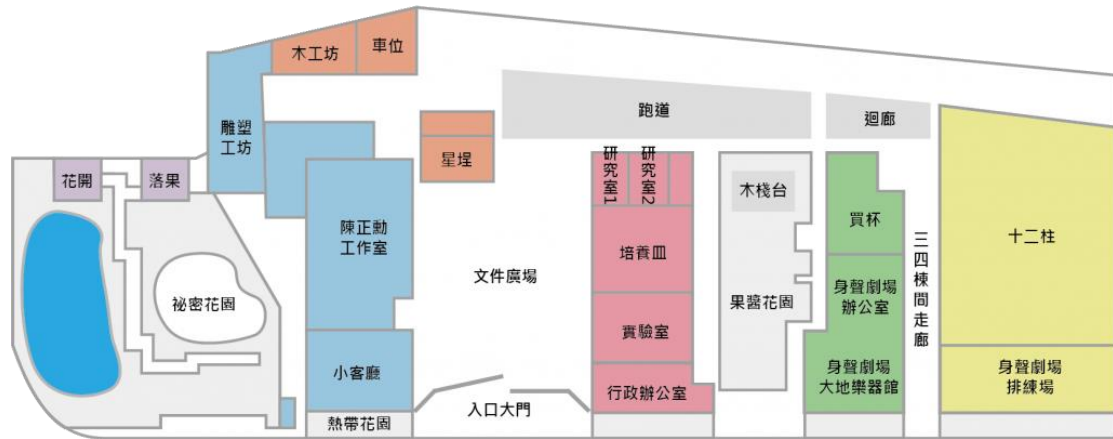 木工坊
車位
雕塑
工坊
星埕
跑道
迴廊
花開
落果
研究室1
研究室2
木棧台
買杯
陳正勳
工作室
培養皿
十二柱
三四棟間走廊
文件廣場
祕密花園
果醬花園
身聲劇場
辦公室
實驗室
小客廳
身聲劇場
大地樂器館
身聲劇場
排練場
行政辦公室
入口大門
熱帶花園